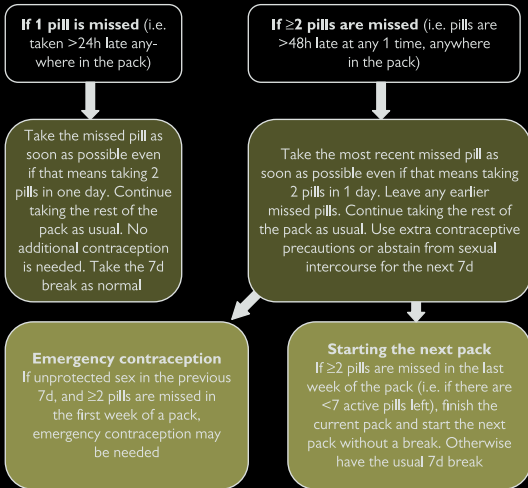 If 1 pill is missed (i.e.
taken >24h late any-
where in the pack)
If ≥2 pills are missed (i.e. pills are
>48h late at any 1 time, anywhere
in the pack)
Take the missed pill as
soon as possible even
if that means taking 2
pills in one day. Continue
taking the rest of the
pack as usual. No
additional contraception
is needed. Take the 7d
break as normal
Take the most recent missed pill as
soon as possible even if that means taking
2 pills in 1 day. Leave any earlier
missed pills. Continue taking the rest of
the pack as usual. Use extra contraceptive
precautions or abstain from sexual
intercourse for the next 7d
Emergency contraception
If unprotected sex in the previous
7d, and ≥2 pills are missed in
the first week of a pack,
emergency contraception may
be needed
Starting the next pack
If ≥2 pills are missed in the last
week of the pack (i.e. if there are
<7 active pills left), finish the
current pack and start the next
pack without a break. Otherwise
have the usual 7d break